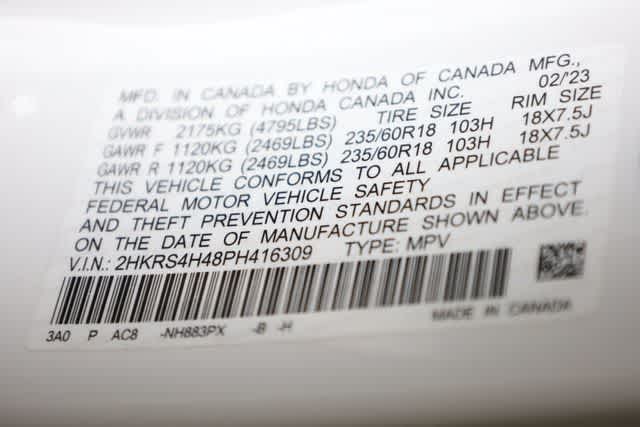 MFD. IN CANADA BY HONDA OF CANADA MFG.,
A DIVISION OF HONDA CANADA INC. 02/'23
GVWR 2175KG (4795LBS) TIRE SIZE RIM SIZE
GAWR F 1120KG (2469LBS) 235/60R18 103H 18X7.5J
GAWR R 1120KG (2469LBS) 235/60R18 103H 18X7.5J
THIS VEHICLE CONFORMS TO ALL APPLICABLE
FEDERAL MOTOR VEHICLE SAFETY
AND THEFT PREVENTION STANDARDS IN EFFECT
ON THE DATE OF MANUFACTURE SHOWN ABOVE.
V.I.N.: 2HKRS4H48PH416309 TYPE: MPV
3A0 P AC8 -NH883PX -B -H MADE IN CANADA